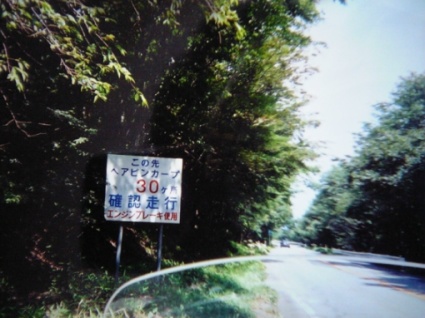 この先
ヘアピンカーブ
30ヶ所
確認走行
エンジンブレーキ使用